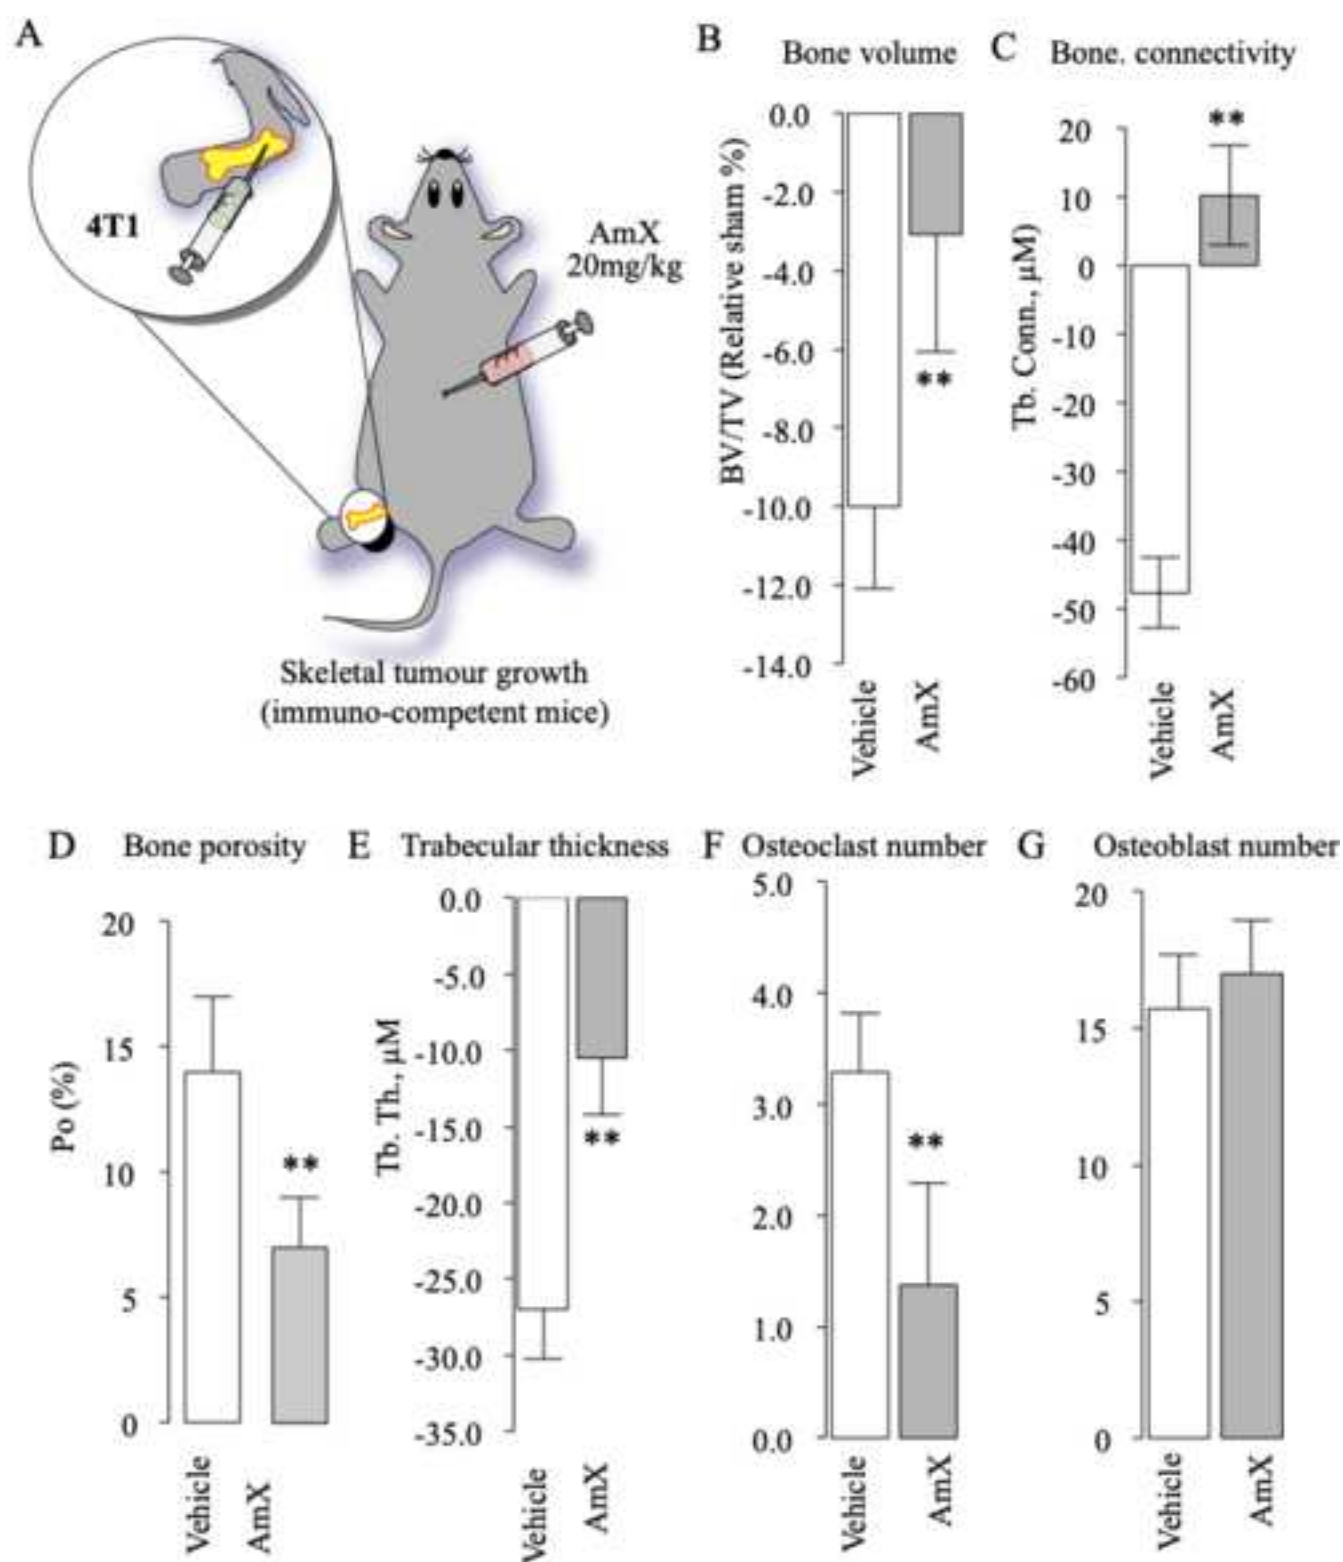 A
4T1
AmX
20mg/kg
Skeletal tumour growth
(immuno-competent mice)
B Bone volume
BV/TV (Relative sham %)
0.0
-2.0
-4.0
-6.0
-8.0
-10.0
-12.0
-14.0
**
Vehicle
AmX
C Bone. connectivity
Tb. Conn., µM
20
10
0
-10
-20
-30
-40
-50
-60
**
Vehicle
AmX
D Bone porosity
Po (%)
20
15
10
5
0
**
Vehicle
AmX
E Trabecular thickness
Tb. Th., µM
0.0
-5.0
-10.0
-15.0
-20.0
-25.0
-30.0
-35.0
**
Vehicle
AmX
F Osteoclast number
5.0
4.0
3.0
2.0
1.0
0.0
**
Vehicle
AmX
G Osteoblast number
20
15
10
5
0
Vehicle
AmX